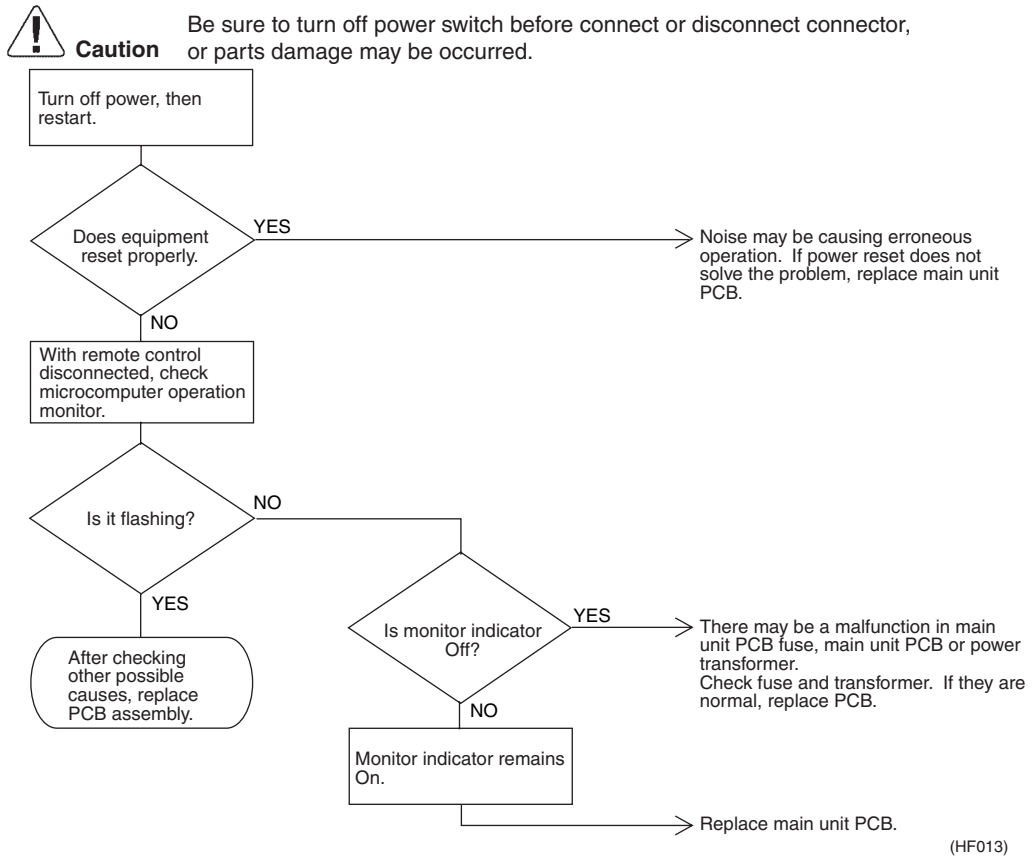 Caution
Be sure to turn off power switch before connect or disconnect connector,
or parts damage may be occurred.
Turn off power, then
restart.
Does equipment
reset properly.
YES
Noise may be causing erroneous
operation. If power reset does not
solve the problem, replace main unit
PCB.
NO
With remote control
disconnected, check
microcomputer operation
monitor.
Is it flashing?
NO
YES
After checking
other possible
causes, replace
PCB assembly.
Is monitor indicator
Off?
YES
There may be a malfunction in main
unit PCB fuse, main unit PCB or power
transformer.
Check fuse and transformer. If they are
normal, replace PCB.
NO
Monitor indicator remains
On.
Replace main unit PCB.
(HF013)